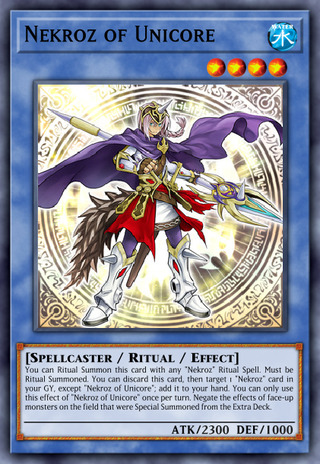 Nekroz of Unicore
WATER
水
[Spellcaster / Ritual / Effect]
You can Ritual Summon this card with any "Nekroz" Ritual Spell. Must be
Ritual Summoned. You can discard this card, then target 1 "Nekroz" card in
your GY, except "Nekroz of Unicore"; add it to your hand. You can only use
this effect of "Nekroz of Unicore" once per turn. Negate the effects of face-up
monsters on the field that were Special Summoned from the Extra Deck.
ATK/2300 DEF/1000